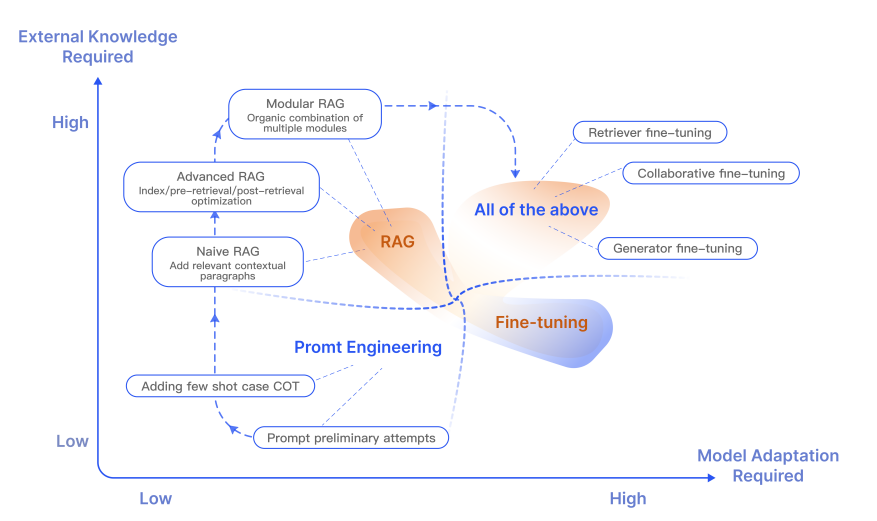 External Knowledge
Required
High
Modular RAG
Organic combination of
multiple modules
Retriever fine-tuning
Collaborative fine-tuning
Advanced RAG
Index/pre-retrieval/post-retrieval
optimization
All of the above
RAG
Naive RAG
Add relevant contextual
paragraphs
Generator fine-tuning
Fine-tuning
Promt Engineering
Adding few shot case COT
Prompt preliminary attempts
Low
Model Adaptation
Required
Low
High